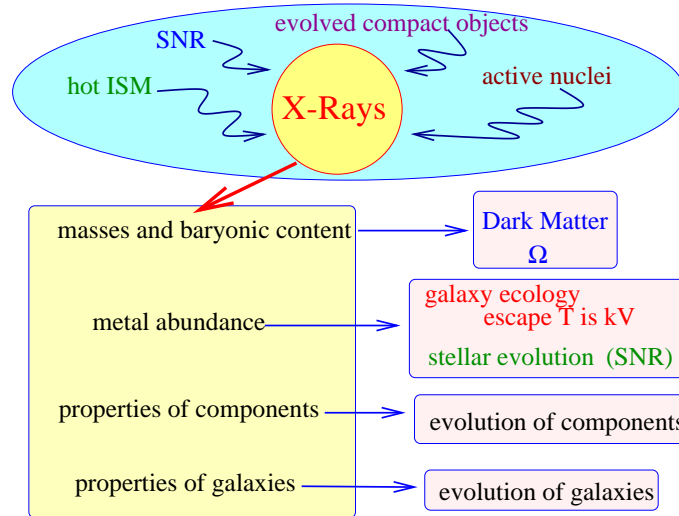 evolved compact objects
SNR
hot ISM
active nuclei
X-Rays
masses and baryonic content
Dark Matter
Ω
metal abundance
galaxy ecology
escape T is kV
stellar evolution (SNR)
properties of components
evolution of components
properties of galaxies
evolution of galaxies